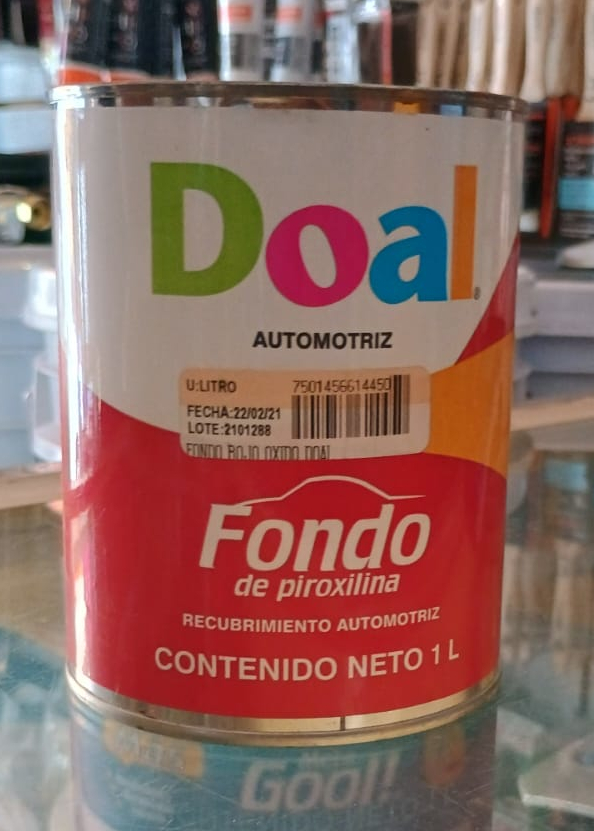 Doal®
AUTOMOTRIZ
U:LITRO 7501456614450
FECHA:22/02/21
LOTE:2101288
FONDO ROJO OXIDO DOAL
Fondo
de piroxilina
RECUBRIMIENTO AUTOMOTRIZ
CONTENIDO NETO 1 L
Gool!